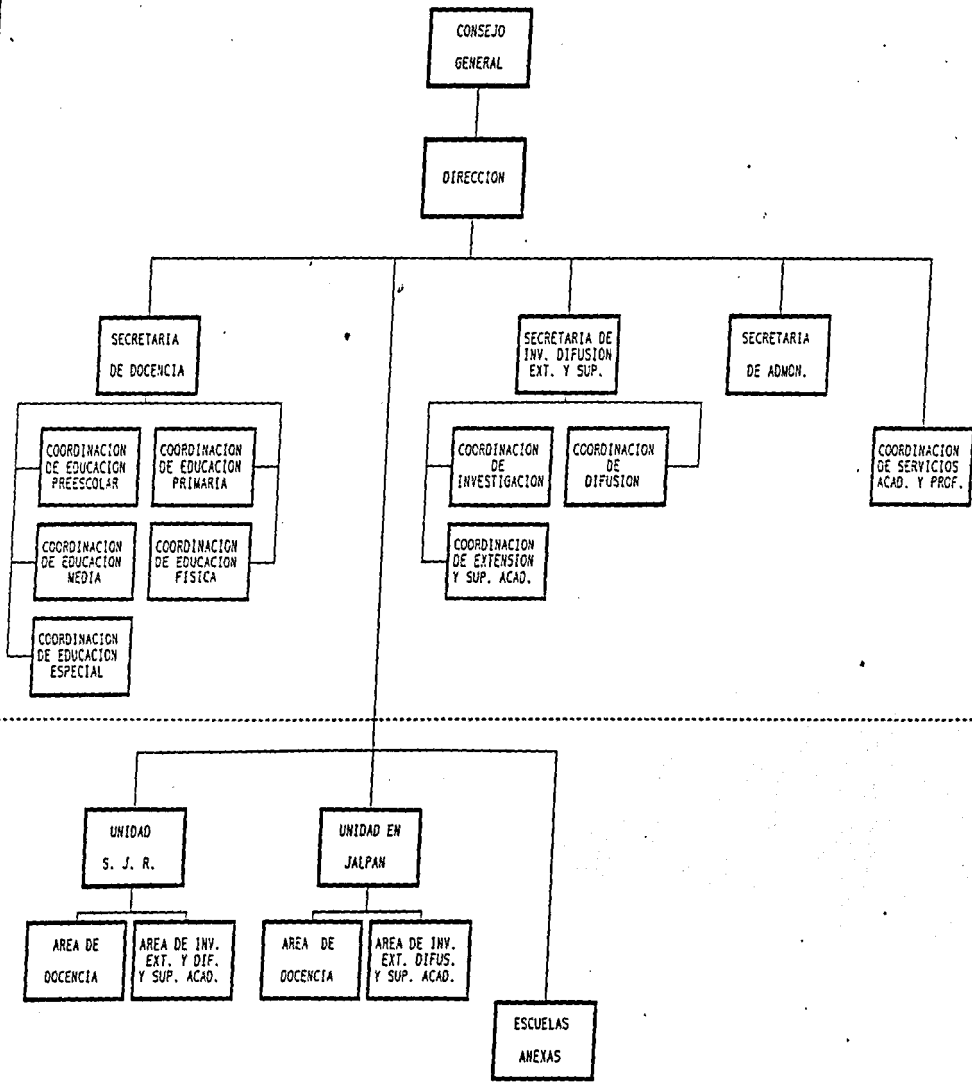 CONSEJO
GENERAL
DIRECCION
SECRETARIA
DE DOCENCIA
SECRETARIA DE
INV. DIFUSION
EXT. Y SUP.
SECRETARIA
DE ADMON.
COORDINACION
DE EDUCACION
PREESCOLAR
COORDINACION
DE EDUCACION
PRIMARIA
COORDINACION
DE
INVESTIGACION
COORDINACION
DE
DIFUSION
COORDINACION
DE SERVICIOS
ACAD. Y PROF.
COORDINACION
DE EDUCACION
MEDIA
COORDINACION
DE EDUCACION
FISICA
COORDINACION
DE EXTENSION
Y SUP. ACAD.
COORDINACION
DE EDUCACION
ESPECIAL
UNIDAD
S. J. R.
UNIDAD EN
JALPAN
AREA DE
DOCENCIA
AREA DE INV.
EXT. Y DIF.
Y SUP. ACAD.
AREA DE
DOCENCIA
AREA DE INV.
EXT. DIFUS.
Y SUP. ACAD.
ESCUELAS
ANEXAS